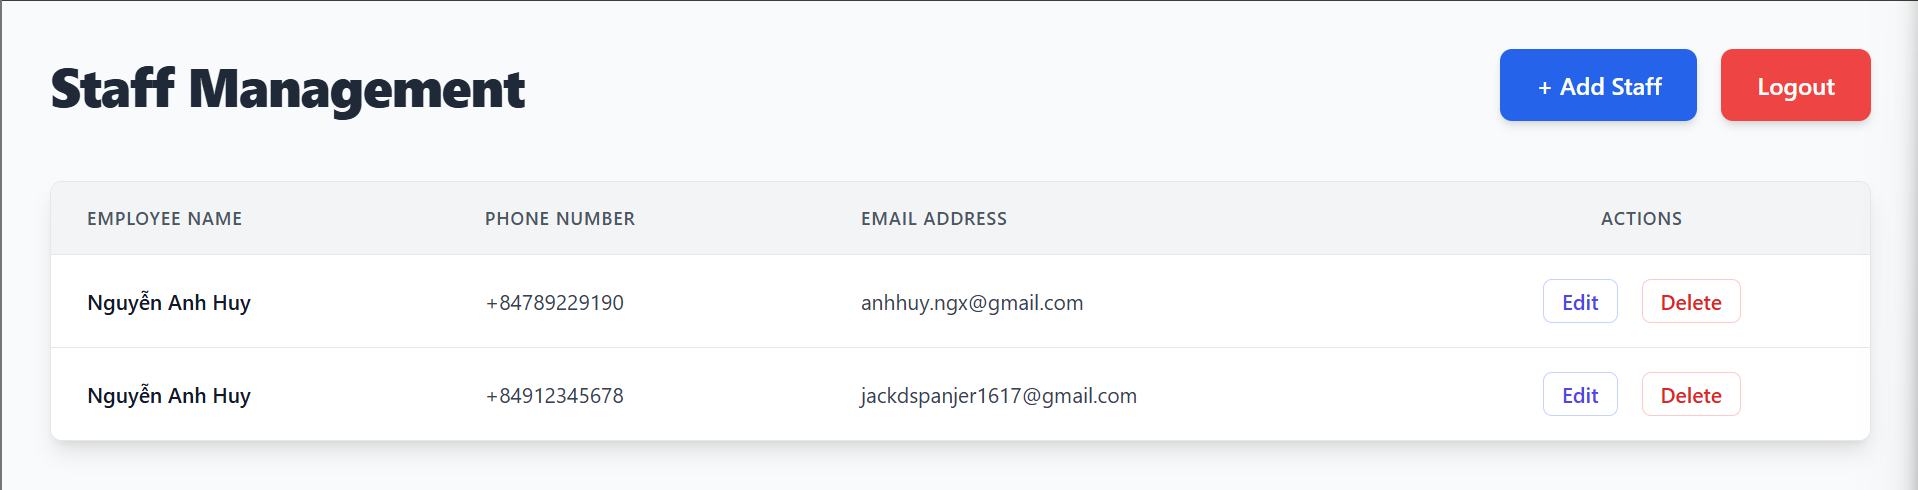 Staff Management
+ Add Staff
Logout
EMPLOYEE NAME PHONE NUMBER EMAIL ADDRESS ACTIONS
Nguyễn Anh Huy +84789229190 anhhuy.ngx@gmail.com Edit Delete
Nguyễn Anh Huy +84912345678 jackdspanjer1617@gmail.com Edit Delete